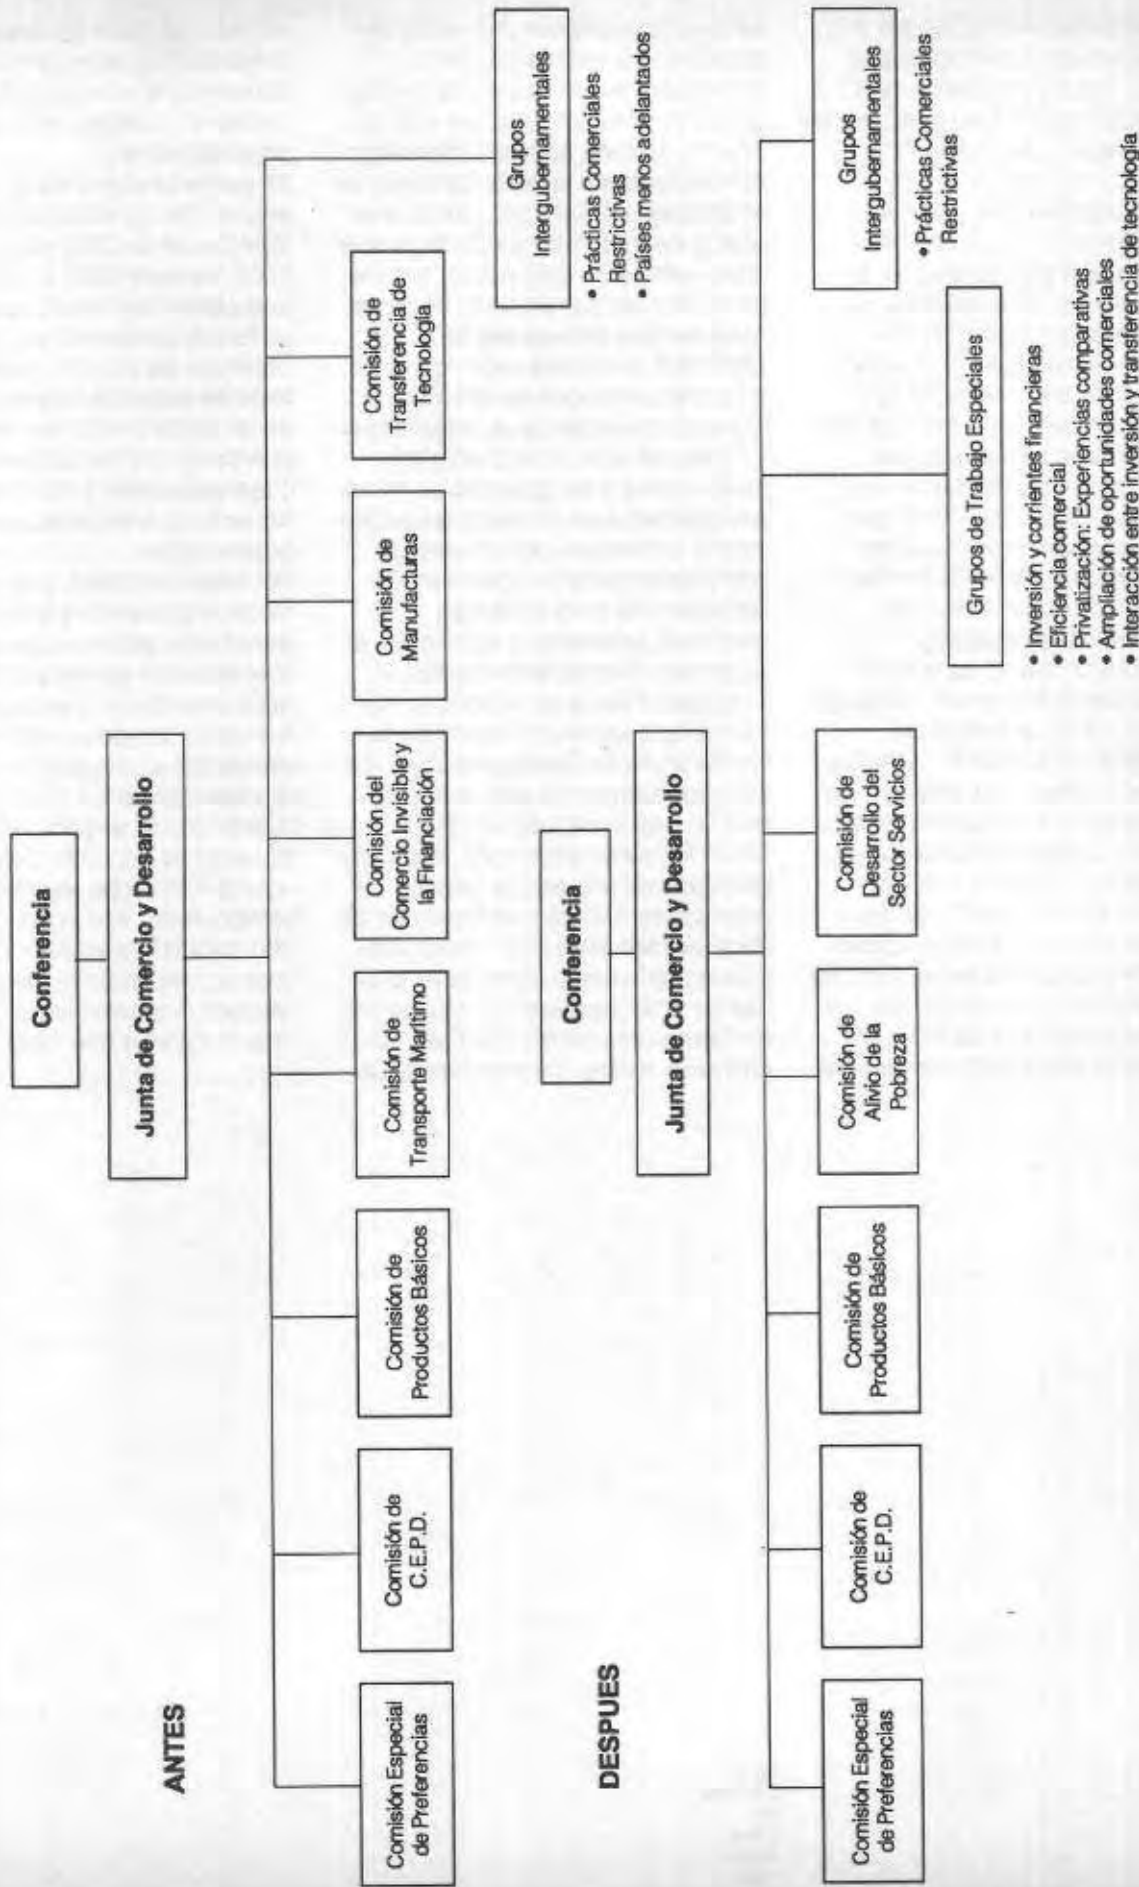 ANTES
Conferencia
Junta de Comercio y Desarrollo
Comisión Especial
de Preferencias
Comisión de
C.E.P.D.
Comisión de
Productos Básicos
Comisión de
Transporte Marítimo
Comisión del
Comercio Invisible y
la Financiación
Comisión de
Manufacturas
Comisión de
Transferencia de
Tecnología
Grupos
Intergubernamentales
• Prácticas Comerciales
Restrictivas
• Países menos adelantados
DESPUES
Conferencia
Junta de Comercio y Desarrollo
Comisión Especial
de Preferencias
Comisión de
C.E.P.D.
Comisión de
Productos Básicos
Comisión de
Alivio de la
Pobreza
Comisión de
Desarrollo del
Sector Servicios
Grupos de Trabajo Especiales
• Inversión y corrientes financieras
• Eficiencia comercial
• Privatización: Experiencias comparativas
• Ampliación de oportunidades comerciales
• Interacción entre inversión y transferencia de tecnología
Grupos
Intergubernamentales
• Prácticas Comerciales
Restrictivas